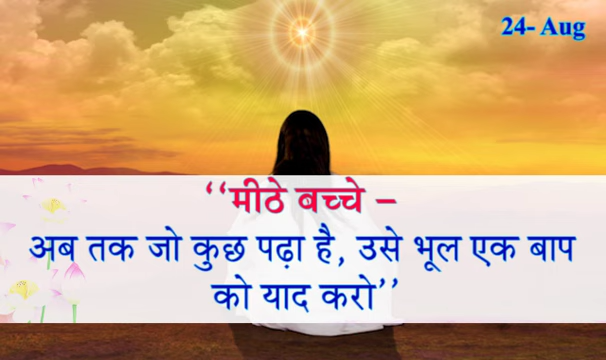 24- Aug
‘‘मीठे बच्चे –
अब तक जो कुछ पढ़ा है, उसे भूल एक बाप
को याद करो’’